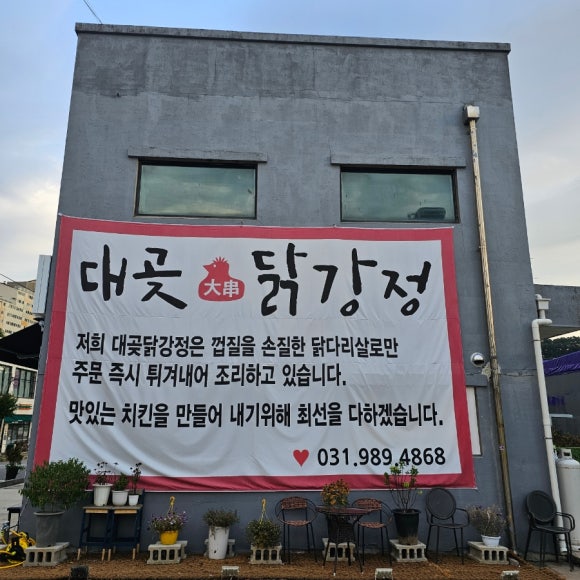 대곶 大串 닭강정
저희 대곶닭강정은 껍질을 손질한 닭다리살로만
주문 즉시 튀겨내어 조리하고 있습니다.
맛있는 치킨을 만들어 내기위해 최선을 다하겠습니다.
♥ 031.989.4868